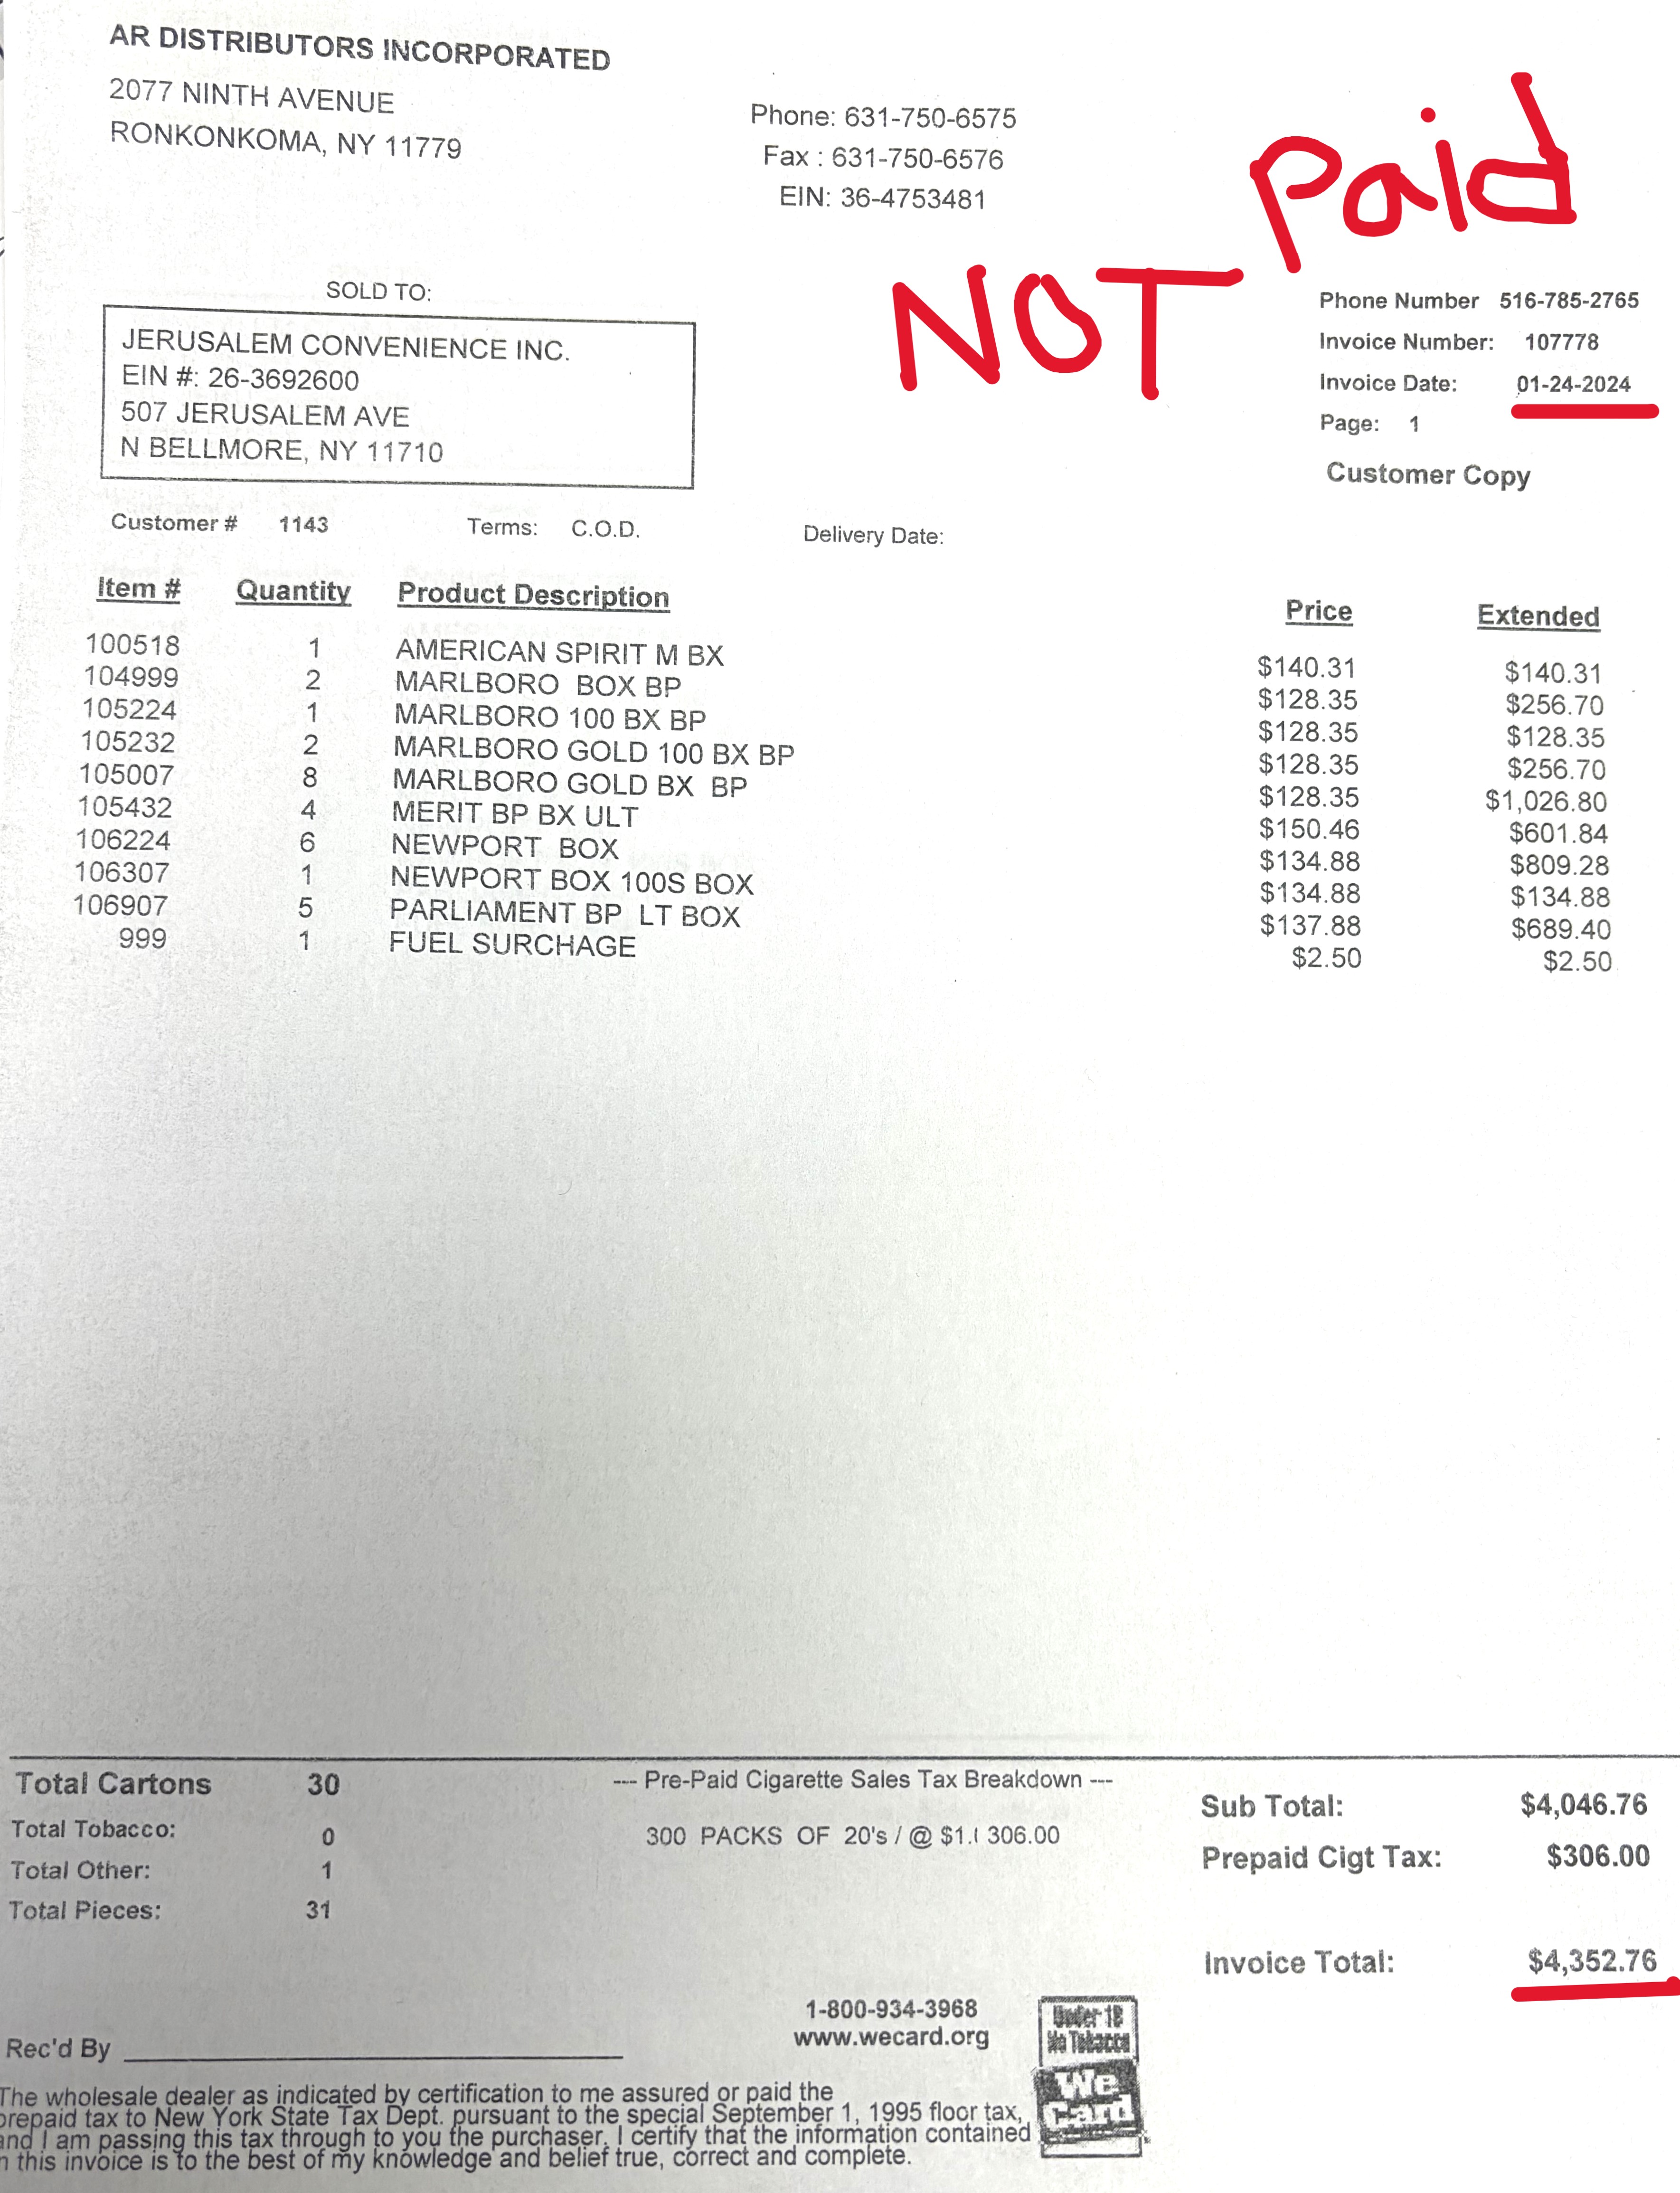 AR DISTRIBUTORS INCORPORATED
2077 NINTH AVENUE
RONKONKOMA, NY 11779
Phone: 631-750-6575
Fax : 631-750-6576
EIN: 36-4753481
NOT paid
SOLD TO:
JERUSALEM CONVENIENCE INC.
EIN #: 26-3692600
507 JERUSALEM AVE
N BELLMORE, NY 11710
Phone Number 516-785-2765
Invoice Number: 107778
Invoice Date: 01-24-2024
Page: 1
Customer Copy
Customer # 1143 Terms: C.O.D. Delivery Date:
Item # Quantity Product Description Price Extended
100518 1 AMERICAN SPIRIT M BX $140.31 $140.31
104999 2 MARLBORO BOX BP $128.35 $256.70
105224 1 MARLBORO 100 BX BP $128.35 $128.35
105232 2 MARLBORO GOLD 100 BX BP $128.35 $256.70
105007 8 MARLBORO GOLD BX BP $128.35 $1,026.80
105432 4 MERIT BP BX ULT $150.46 $601.84
106224 6 NEWPORT BOX $134.88 $809.28
106307 1 NEWPORT BOX 100S BOX $134.88 $134.88
106907 5 PARLIAMENT BP LT BOX $137.88 $689.40
999 1 FUEL SURCHAGE $2.50 $2.50
Total Cartons 30
Total Tobacco: 0
Total Other: 1
Total Pieces: 31
--- Pre-Paid Cigarette Sales Tax Breakdown ---
300 PACKS OF 20's / @ $1.( 306.00
Sub Total: $4,046.76
Prepaid Cigt Tax: $306.00
Invoice Total: $4,352.76
1-800-934-3968
www.wecard.org
Under 18
No Tobacco
We
Card
Rec'd By
The wholesale dealer as indicated by certification to me assured or paid the
prepaid tax to New York State Tax Dept. pursuant to the special September 1, 1995 floor tax,
and I am passing this tax through to you the purchaser. I certify that the information contained
n this invoice is to the best of my knowledge and belief true, correct and complete.